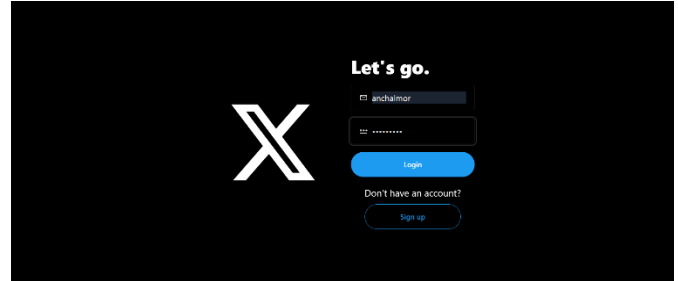 Let's go.
anchalmor
•••••••••
Login
Don't have an account?
Sign up